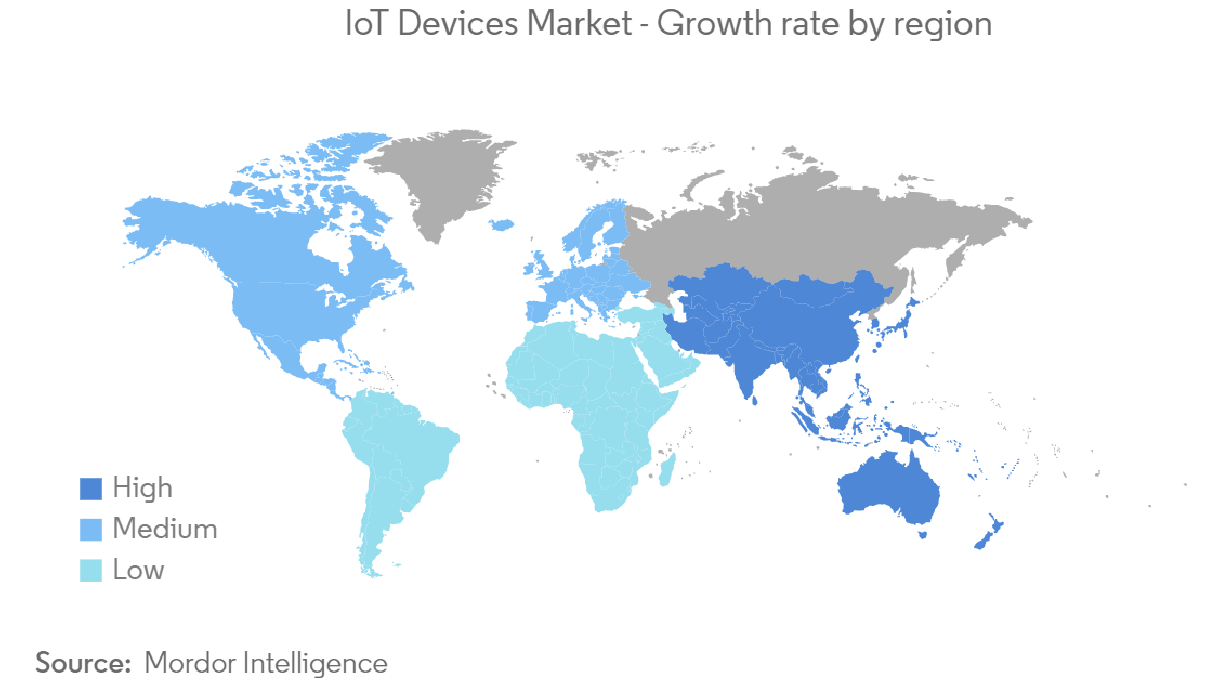 IoT Devices Market - Growth rate by region
High
Medium
Low
Source: Mordor Intelligence